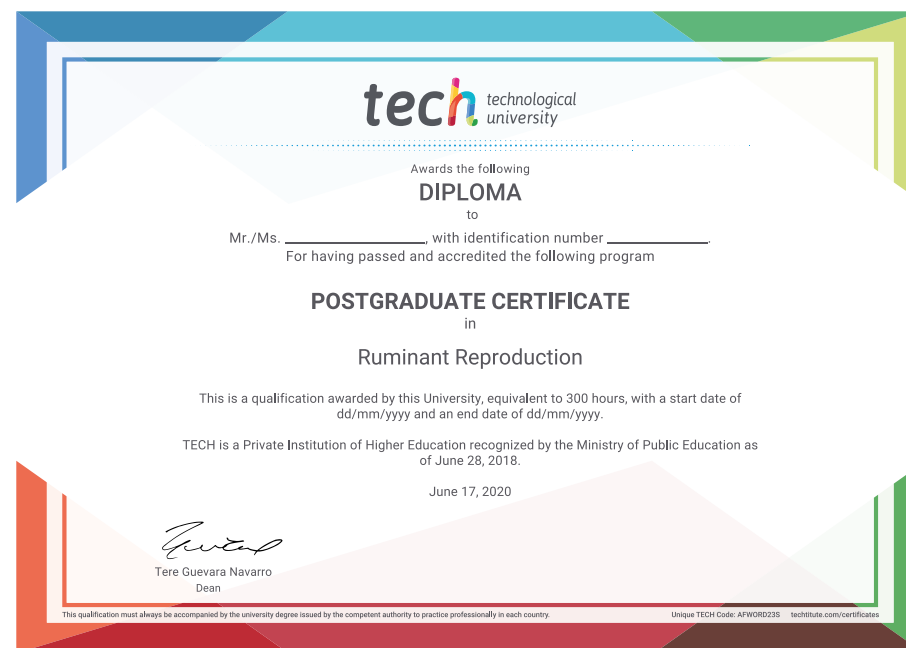 tech technological
university
Awards the following
DIPLOMA
to
Mr./Ms. ____________________, with identification number ______________.
For having passed and accredited the following program
POSTGRADUATE CERTIFICATE
in
Ruminant Reproduction
This is a qualification awarded by this University, equivalent to 300 hours, with a start date of
dd/mm/yyyy and an end date of dd/mm/yyyy.
TECH is a Private Institution of Higher Education recognized by the Ministry of Public Education as
of June 28, 2018.
June 17, 2020
Tere Guevara Navarro
Dean
This qualification must always be accompanied by the university degree issued by the competent authority to practice professionally in each country. Unique TECH Code: AFWORD23S techtitute.com/certificates